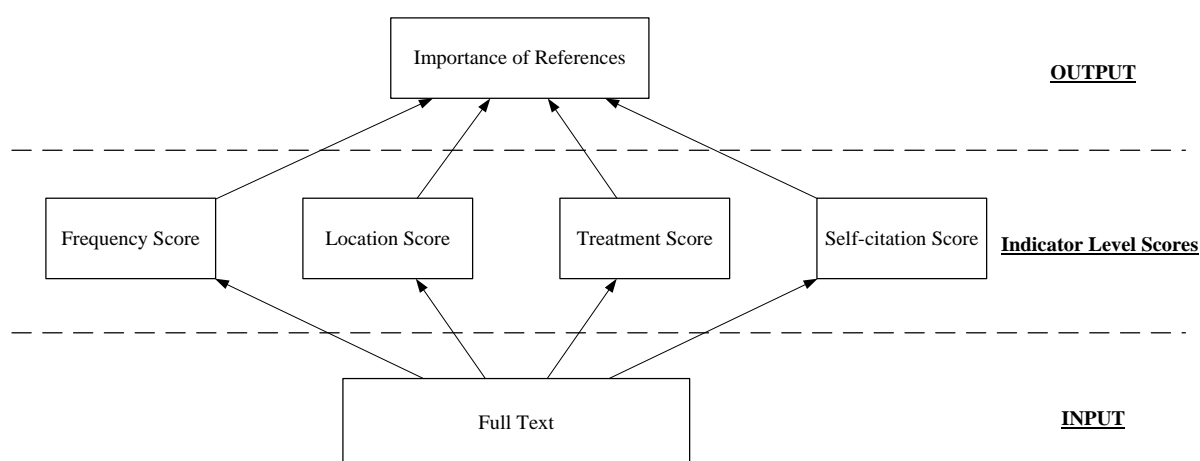 Importance of References
OUTPUT
Frequency Score
Location Score
Treatment Score
Self-citation Score
Indicator Level Scores
Full Text
INPUT